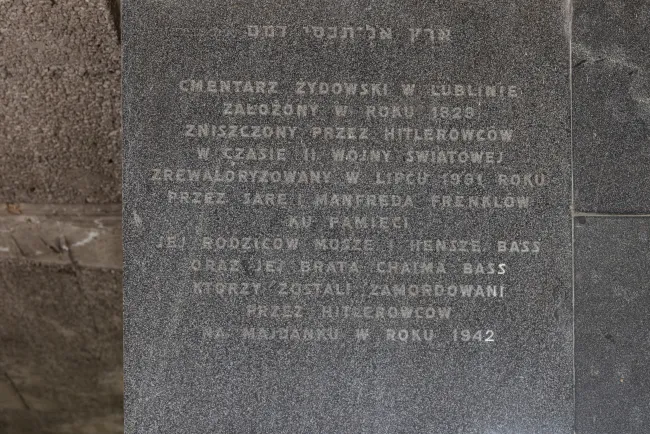 ארץ אל־תכסי דמם
CMENTARZ ŻYDOWSKI W LUBLINIE
ZAŁOŻONY W ROKU 1829
ZNISZCZONY PRZEZ HITLEROWCÓW
W CZASIE II WOJNY ŚWIATOWEJ
ZREWALORYZOWANY W LIPCU 1991 ROKU
PRZEZ SARĘ I MANFREDA FRENKLÓW
KU PAMIĘCI
JEJ RODZICÓW MOSZE I HENSZE BASS
ORAZ JEJ BRATA CHAIMA BASS
KTÓRZY ZOSTALI ZAMORDOWANI
PRZEZ HITLEROWCÓW
NA MAJDANKU W ROKU 1942